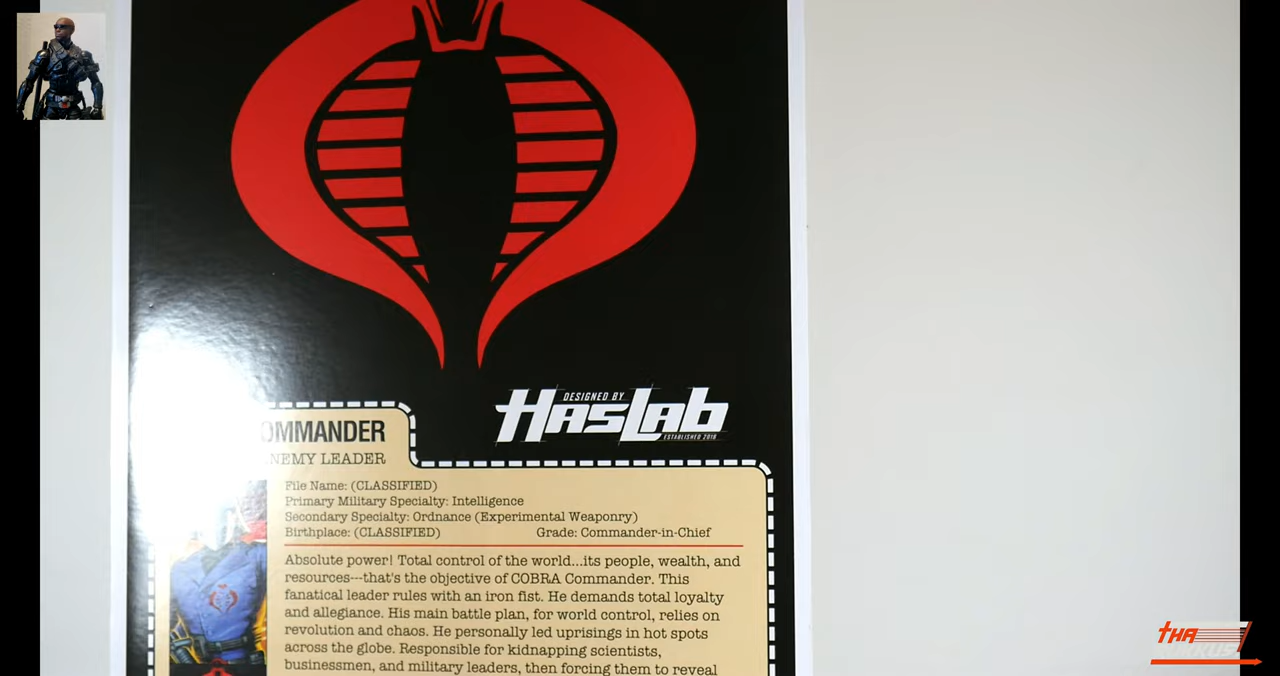 DESIGNED BY
HasLab
ESTABLISHED 2018
OMMANDER
NEMY LEADER
File Name: (CLASSIFIED)
Primary Military Specialty: Intelligence
Secondary Specialty: Ordnance (Experimental Weaponry)
Birthplace: (CLASSIFIED) Grade: Commander-in-Chief
Absolute power! Total control of the world...its people, wealth, and
resources---that's the objective of COBRA Commander. This
fanatical leader rules with an iron fist. He demands total loyalty
and allegiance. His main battle plan, for world control, relies on
revolution and chaos. He personally led uprisings in hot spots
across the globe. Responsible for kidnapping scientists,
businessmen, and military leaders, then forcing them to reveal
THA